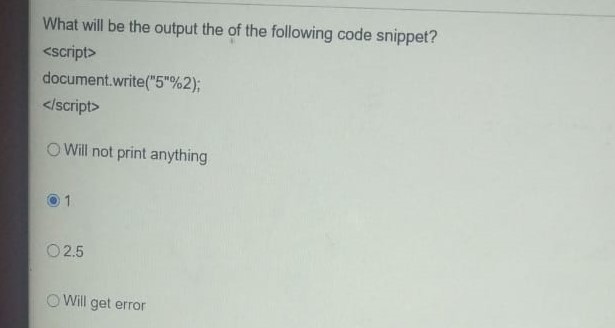 What will be the output the of the following code snippet?
<script>
document.write("5"%2);
</script>
Will not print anything
1
2.5
Will get error